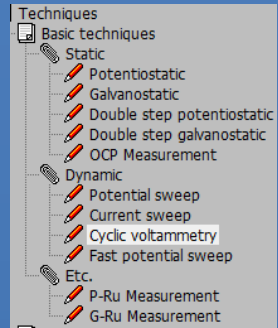 Techniques
Basic techniques
Static
Potentiostatic
Galvanostatic
Double step potentiostatic
Double step galvanostatic
OCP Measurement
Dynamic
Potential sweep
Current sweep
Cyclic voltammetry
Fast potential sweep
Etc.
P-Ru Measurement
G-Ru Measurement